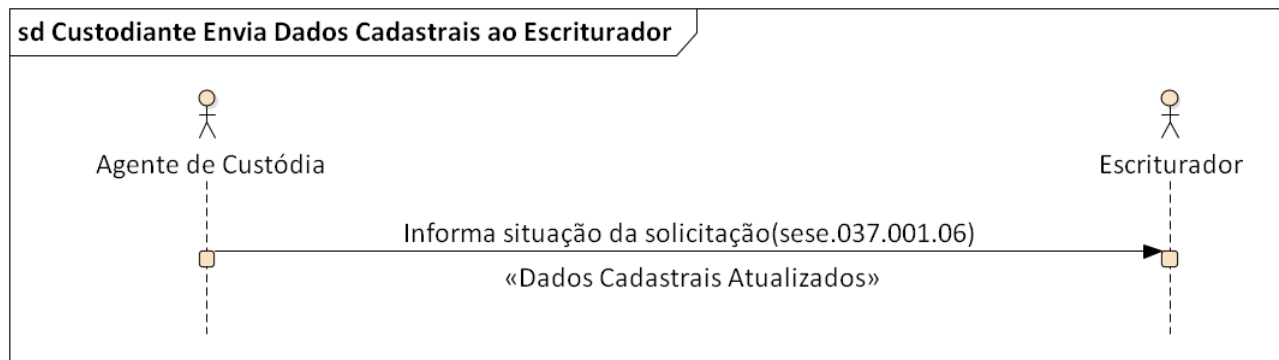 sd Custodiante Envia Dados Cadastrais ao Escriturador
Agente de Custódia
Escriturador
Informa situação da solicitação(sese.037.001.06)
«Dados Cadastrais Atualizados»